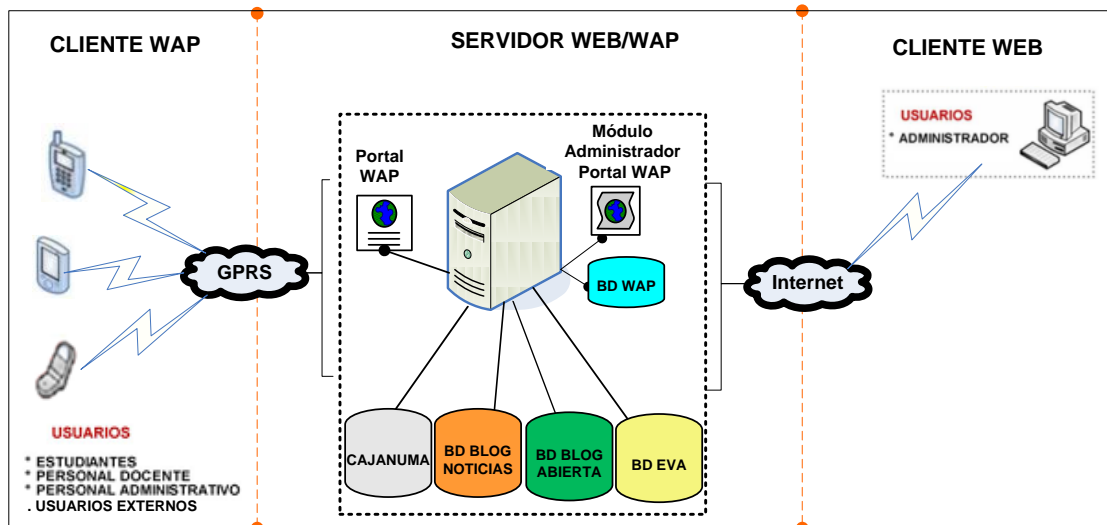 CLIENTE WAP
SERVIDOR WEB/WAP
CLIENTE WEB
USUARIOS
* ADMINISTRADOR
Portal
WAP
Módulo
Administrador
Portal WAP
GPRS
BD WAP
Internet
CAJANUMA
BD BLOG
NOTICIAS
BD BLOG
ABIERTA
BD EVA
USUARIOS
* ESTUDIANTES
* PERSONAL DOCENTE
* PERSONAL ADMINISTRATIVO
. USUARIOS EXTERNOS